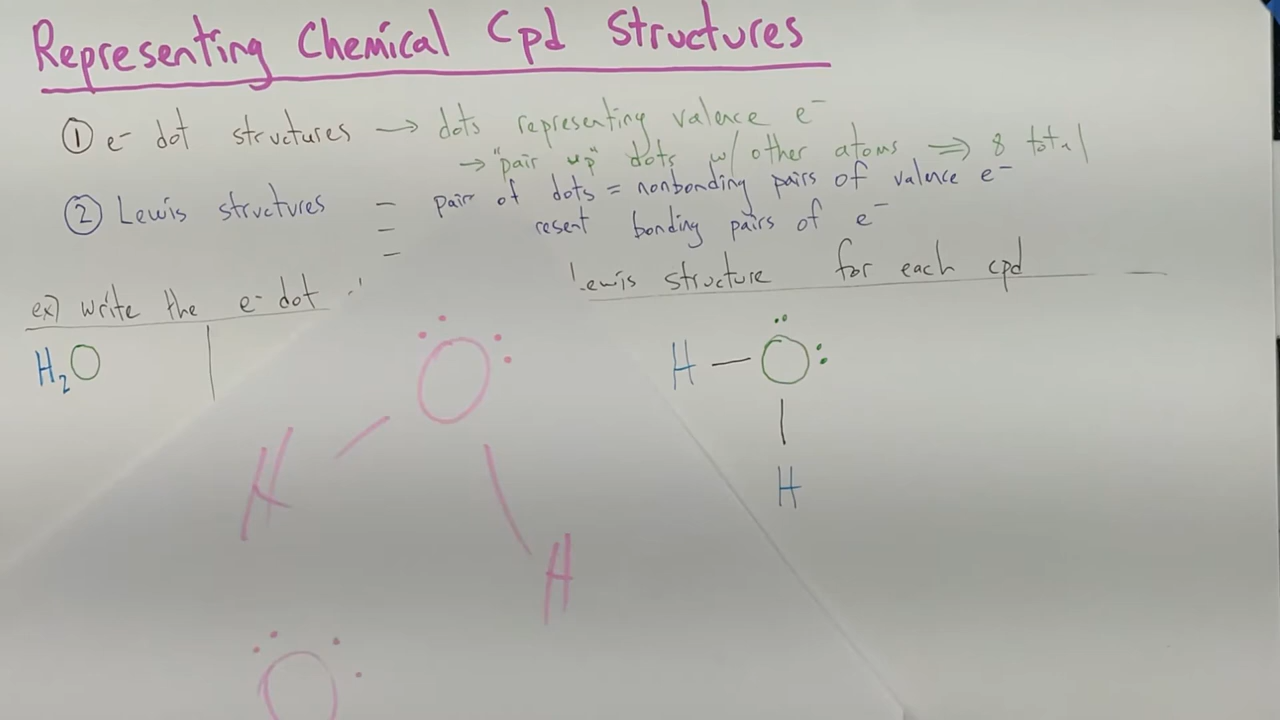 Representing Chemical Cpd Structures
① e⁻ dot structures → dots representing valence e⁻
→ "pair up" dots w/ other atoms ⇒ 8 total
② Lewis structures - pair of dots = nonbonding pairs of valence e⁻
- resent bonding pairs of e⁻
-
ex) write the e⁻ dot Lewis structure for each cpd
H₂O
O
H — O
H
H
H
O